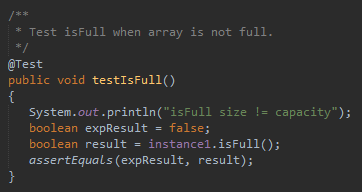 /**
 * Test isFull when array is not full.
 */
@Test
public void testIsFull()
{
    System.out.println("isFull size != capacity");
    boolean expResult = false;
    boolean result = instance1.isFull();
    assertEquals(expResult, result);
}